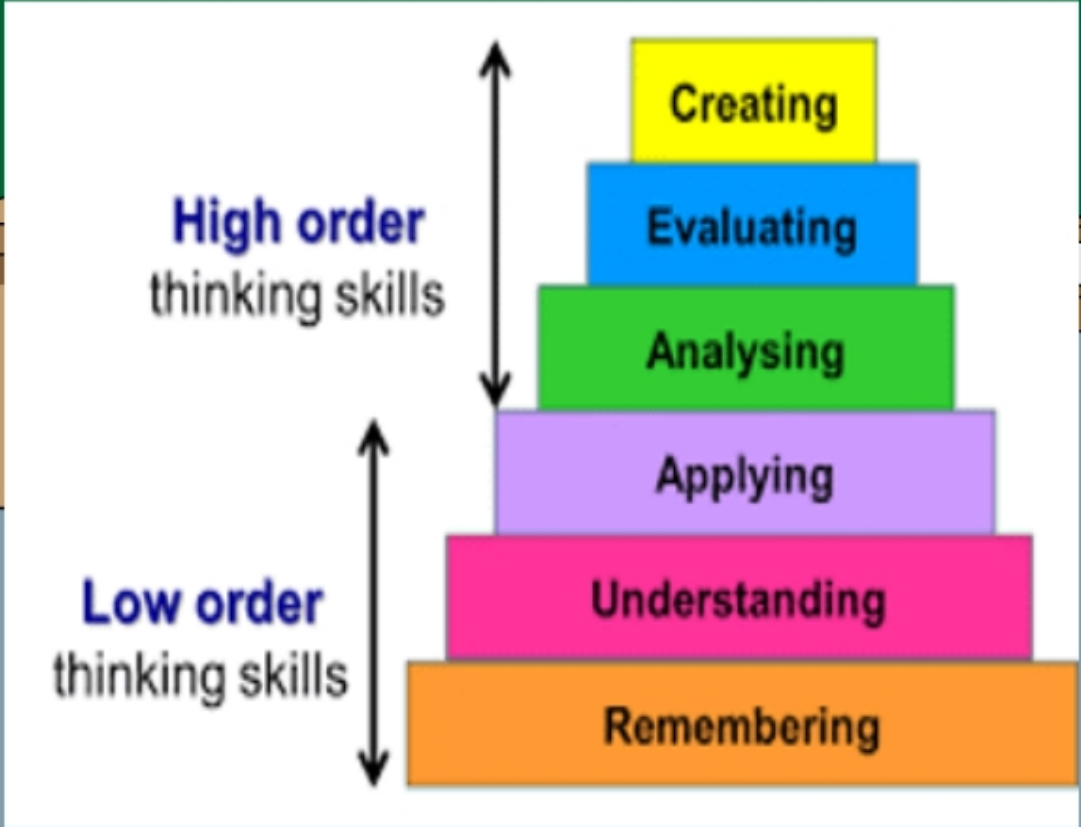 Creating
Evaluating
High order
thinking skills
Analysing
Applying
Understanding
Low order
thinking skills
Remembering